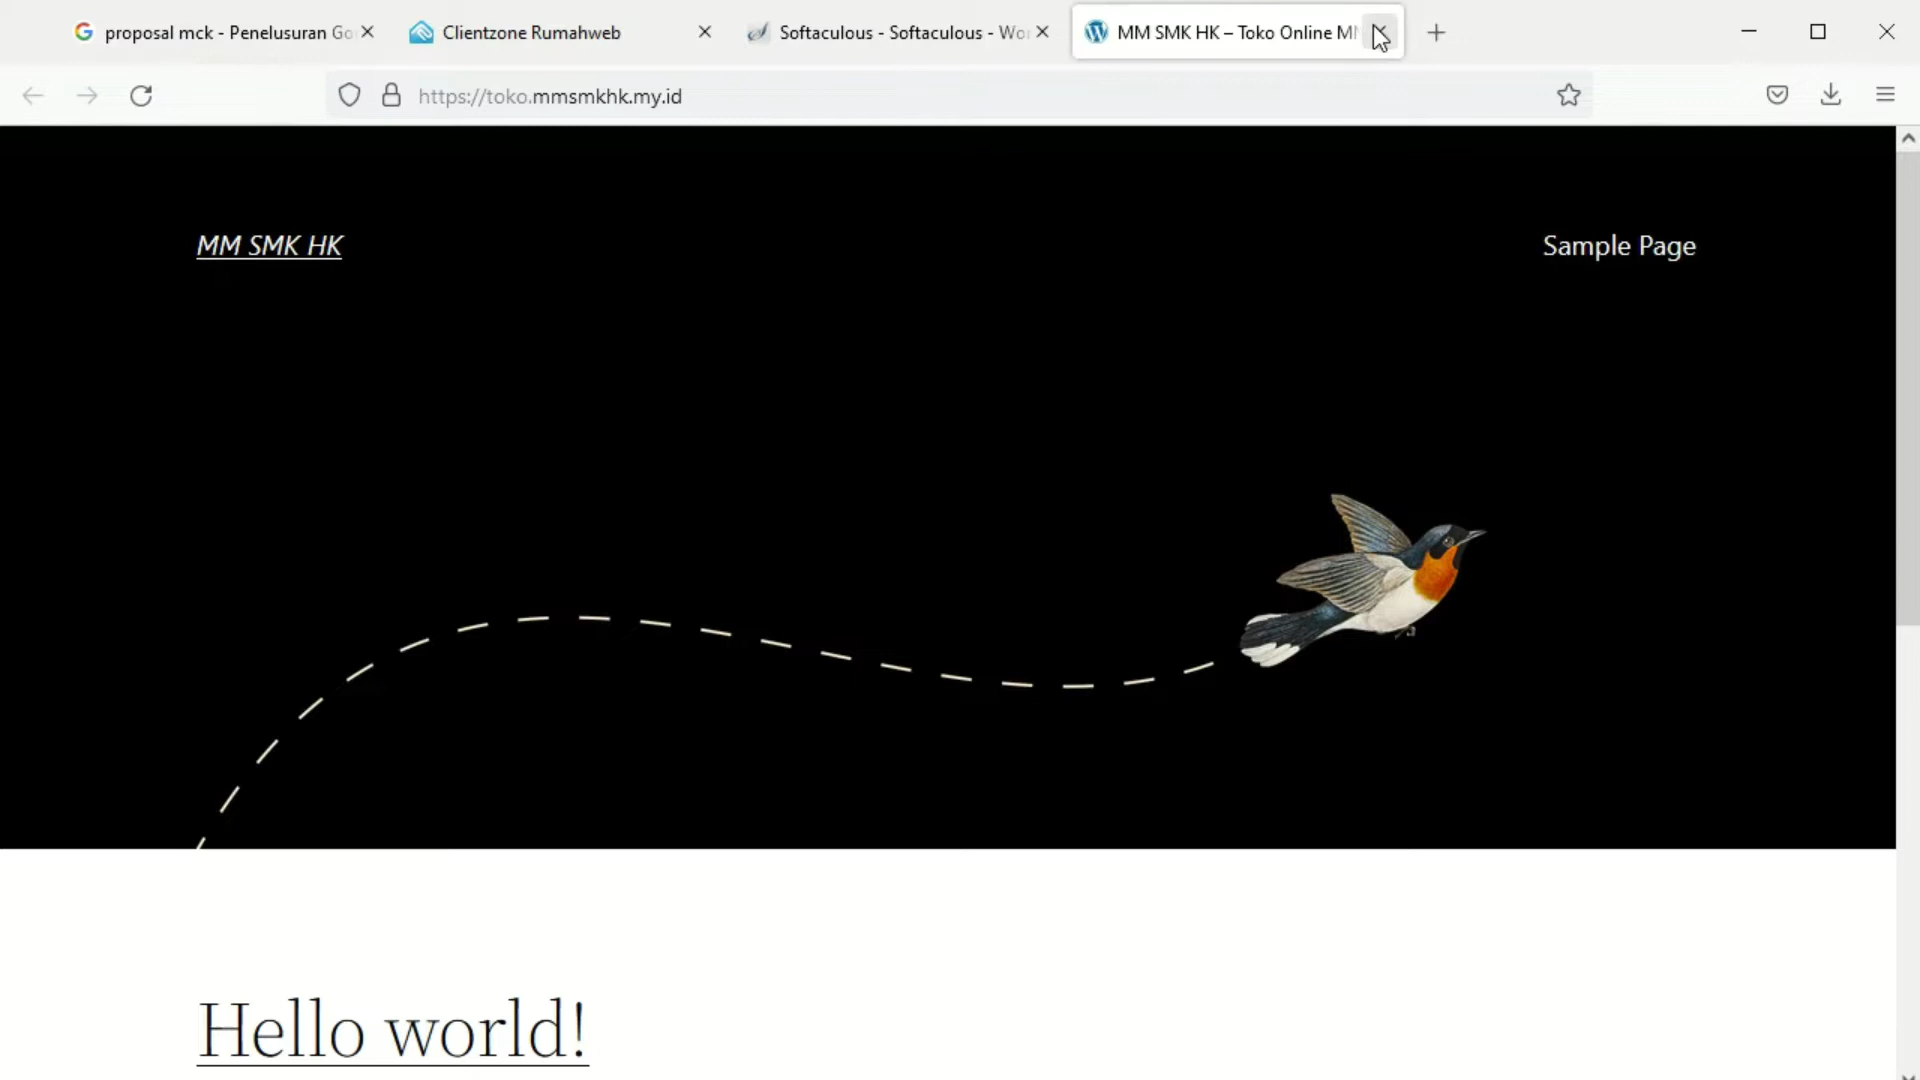 proposal mck - Penelusuran Go
Clientzone Rumahweb
Softaculous - Softaculous - Wo
MM SMK HK – Toko Online M
https://toko.mmsmkhk.my.id
MM SMK HK
Sample Page
Hello world!